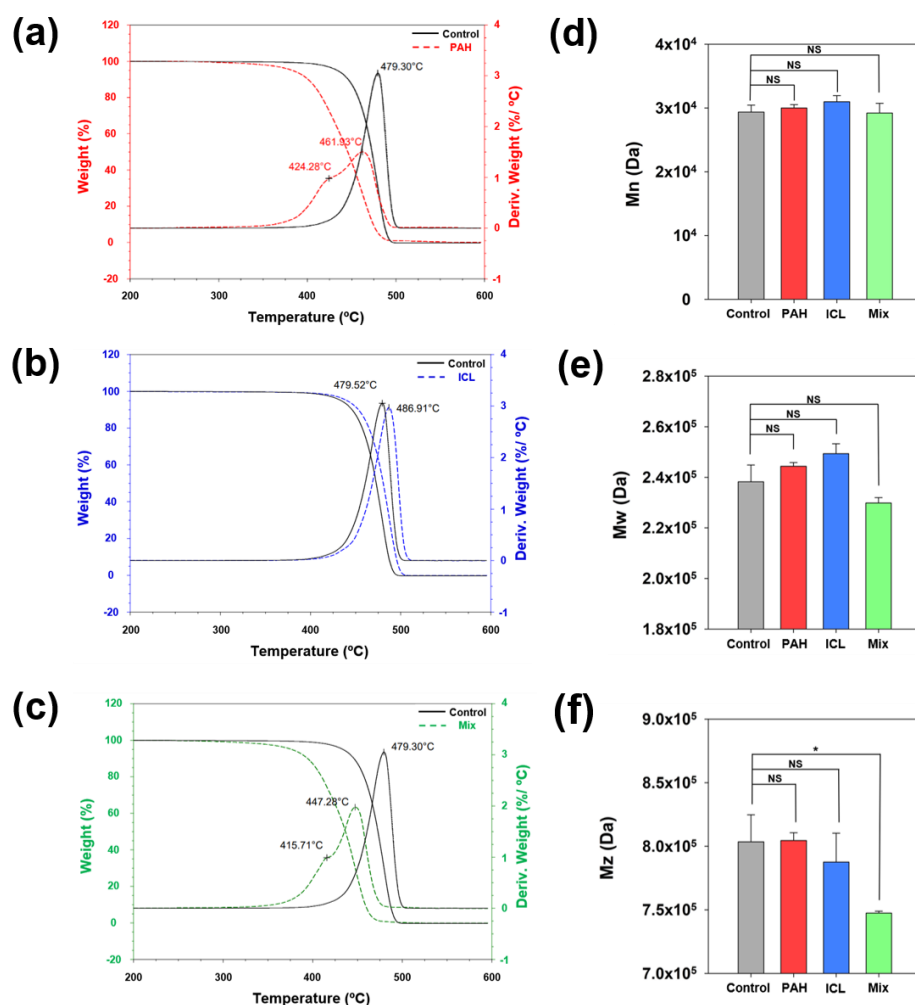 (a)
120
100
80
60
40
20
0
-20
Weight (%)
Control
PAH
479.30°C
461.93°C
424.28°C
4
3
2
1
0
-1
Deriv. Weight (%/ ºC)
200
300
400
500
600
Temperature (ºC)
(b)
120
100
80
60
40
20
0
-20
Weight (%)
Control
ICL
479.52°C
486.91°C
4
3
2
1
0
-1
Deriv. Weight (%/ ºC)
200
300
400
500
600
Temperature (ºC)
(c)
120
100
80
60
40
20
0
-20
Weight (%)
Control
Mix
479.30°C
447.28°C
415.71°C
4
3
2
1
0
-1
Deriv. Weight (%/ ºC)
200
300
400
500
600
Temperature (ºC)
(d)
4x10⁴
3x10⁴
2x10⁴
10⁴
0
Mn (Da)
NS
NS
NS
Control PAH ICL Mix
(e)
2.8x10⁵
2.6x10⁵
2.4x10⁵
2.2x10⁵
2.0x10⁵
1.8x10⁵
Mw (Da)
NS
NS
NS
Control PAH ICL Mix
(f)
9.0x10⁵
8.5x10⁵
8.0x10⁵
7.5x10⁵
7.0x10⁵
Mz (Da)
*
NS
NS
Control PAH ICL Mix